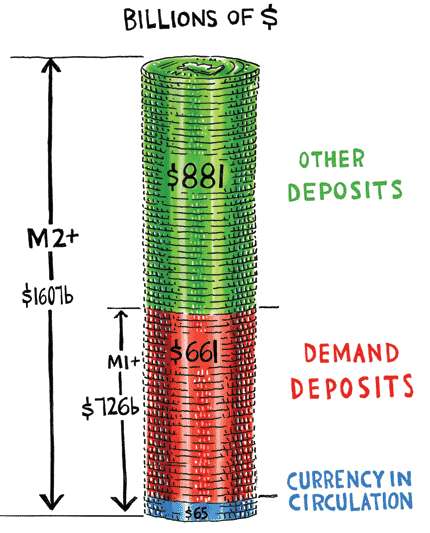 BILLIONS OF $
M2+
$1607b
$881
OTHER
DEPOSITS
M1+
$726b
$661
DEMAND
DEPOSITS
CURRENCY IN
CIRCULATION
$65